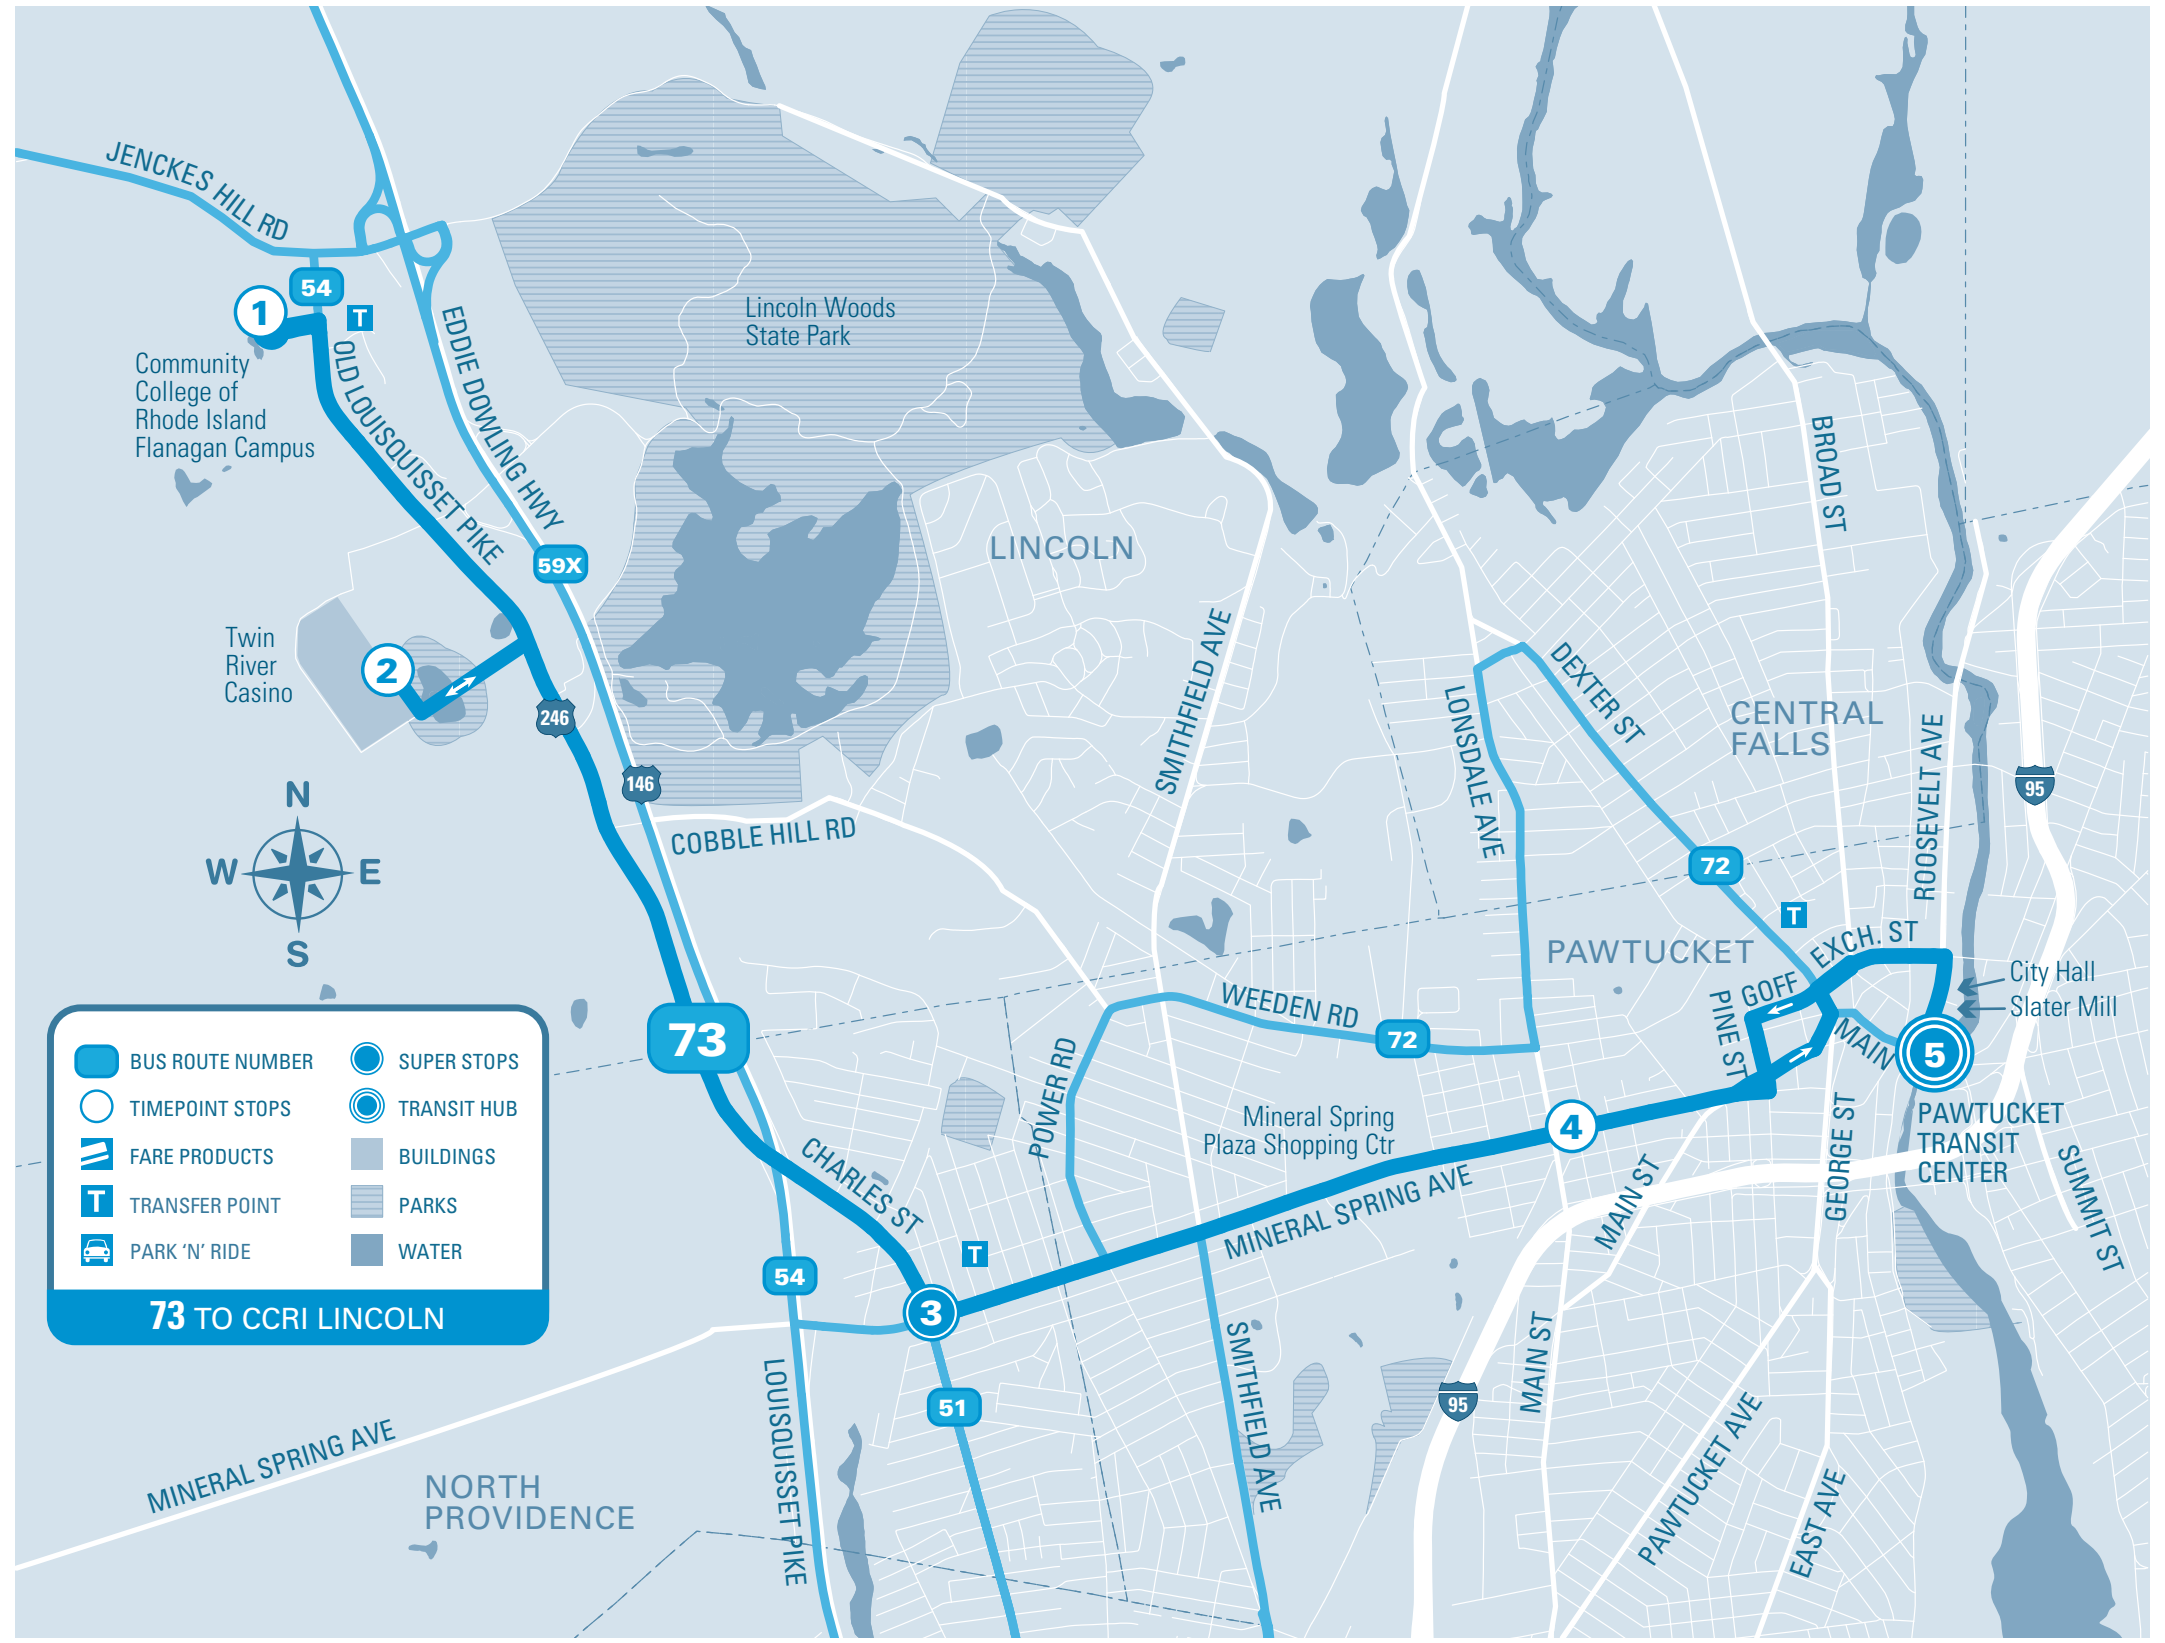 JENCKES HILL RD
54
1
T
Community
College of
Rhode Island
Flanagan Campus
OLD LOUISQUISSET PIKE
EDDIE DOWLING HWY
59X
Lincoln Woods
State Park
LINCOLN
Twin
River
Casino
2
246
146
COBBLE HILL RD
SMITHFIELD AVE
LONSDALE AVE
DEXTER ST
CENTRAL
FALLS
BROAD ST
ROOSEVELT AVE
95
72
T
N
W
E
S
73
PAWTUCKET
EXCH. ST
GOFF
PINE ST
MAIN
City Hall
Slater Mill
5
PAWTUCKET
TRANSIT
CENTER
WEEDEN RD
72
POWER RD
Mineral Spring
Plaza Shopping Ctr
4
MINERAL SPRING AVE
MAIN ST
GEORGE ST
SUMMIT ST
CHARLES ST
T
3
54
51
BUS ROUTE NUMBER
TIMEPOINT STOPS
FARE PRODUCTS
T
TRANSFER POINT
PARK ‘N’ RIDE
SUPER STOPS
TRANSIT HUB
BUILDINGS
PARKS
WATER
73 TO CCRI LINCOLN
MINERAL SPRING AVE
NORTH
PROVIDENCE
LOUISQUISSET PIKE
SMITHFIELD AVE
95
MAIN ST
PAWTUCKET AVE
EAST AVE